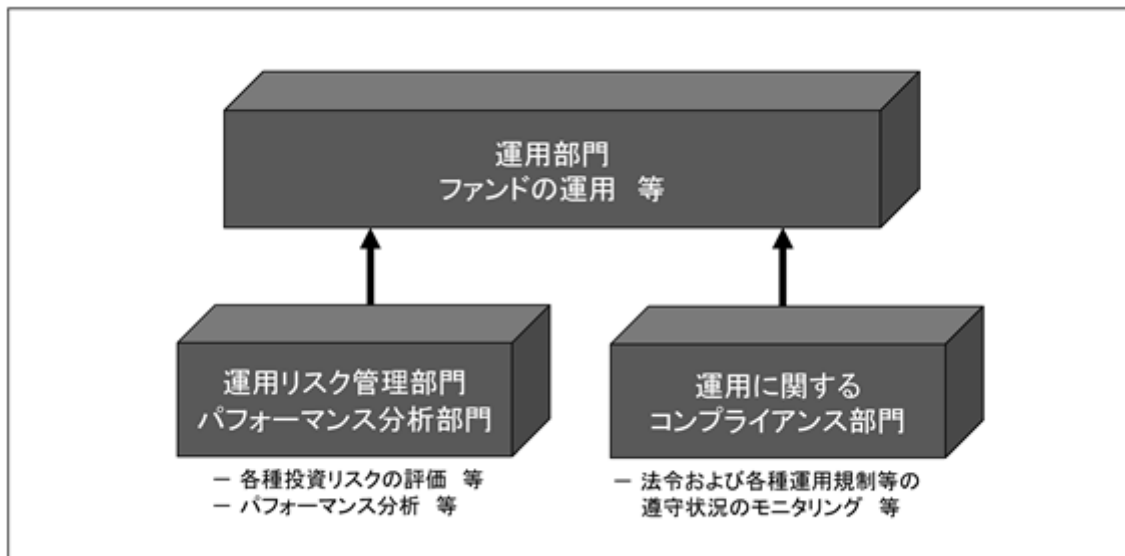 運用部門
ファンドの運用　等
運用リスク管理部門
パフォーマンス分析部門
－ 各種投資リスクの評価　等
－ パフォーマンス分析　等
運用に関する
コンプライアンス部門
－ 法令および各種運用規制等の
遵守状況のモニタリング　等